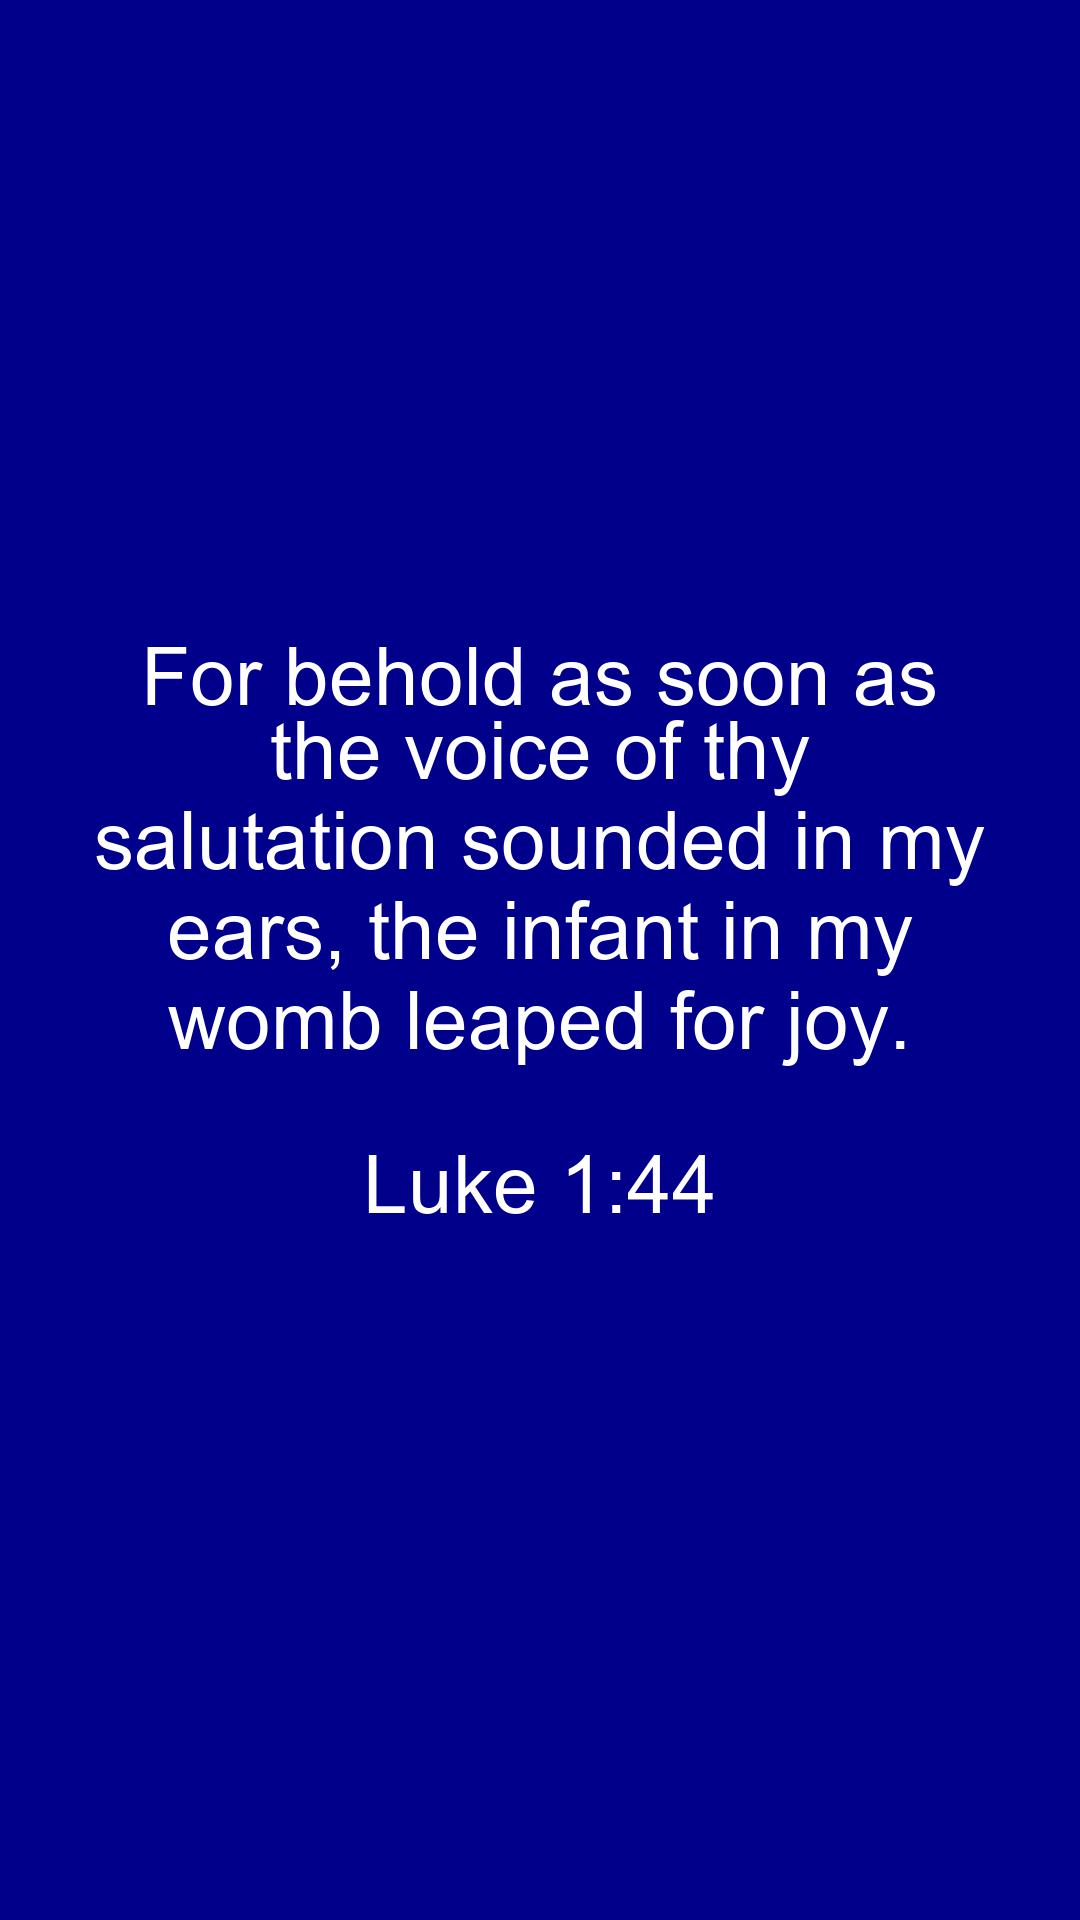 For behold as soon as
the voice of thy
salutation sounded in my
ears, the infant in my
womb leaped for joy.
Luke 1:44